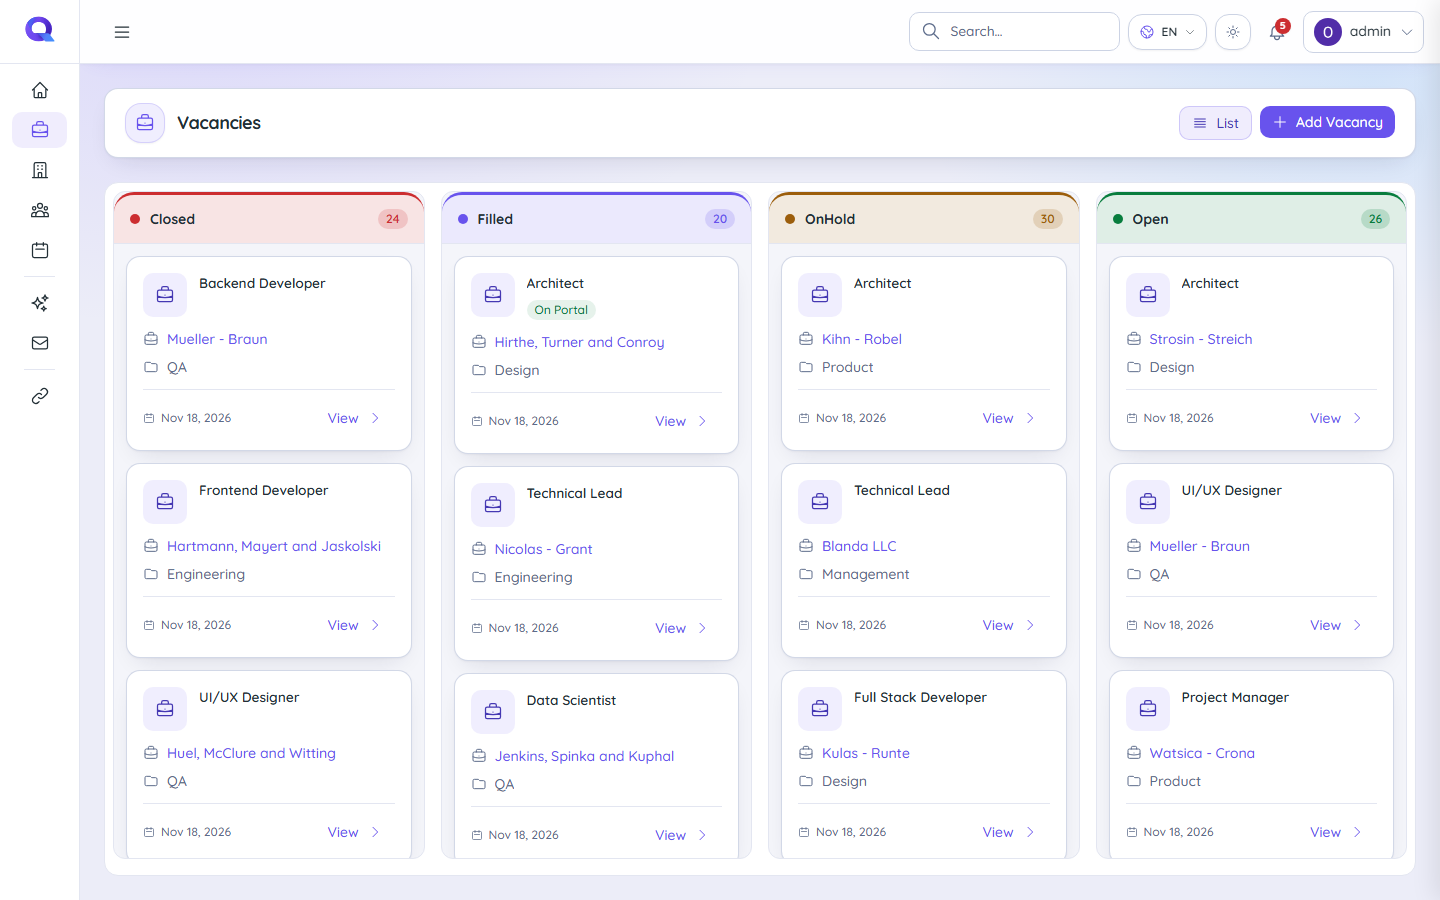 Search...
EN
5
O
admin
Vacancies
List
Add Vacancy
Closed
24
Backend Developer
Mueller - Braun
QA
Nov 18, 2026
View
Frontend Developer
Hartmann, Mayert and Jaskolski
Engineering
Nov 18, 2026
View
UI/UX Designer
Huel, McClure and Witting
QA
Nov 18, 2026
View
Filled
20
Architect
On Portal
Hirthe, Turner and Conroy
Design
Nov 18, 2026
View
Technical Lead
Nicolas - Grant
Engineering
Nov 18, 2026
View
Data Scientist
Jenkins, Spinka and Kuphal
QA
Nov 18, 2026
View
OnHold
30
Architect
Kihn - Robel
Product
Nov 18, 2026
View
Technical Lead
Blanda LLC
Management
Nov 18, 2026
View
Full Stack Developer
Kulas - Runte
Design
Nov 18, 2026
View
Open
26
Architect
Strosin - Streich
Design
Nov 18, 2026
View
UI/UX Designer
Mueller - Braun
QA
Nov 18, 2026
View
Project Manager
Watsica - Crona
Product
Nov 18, 2026
View